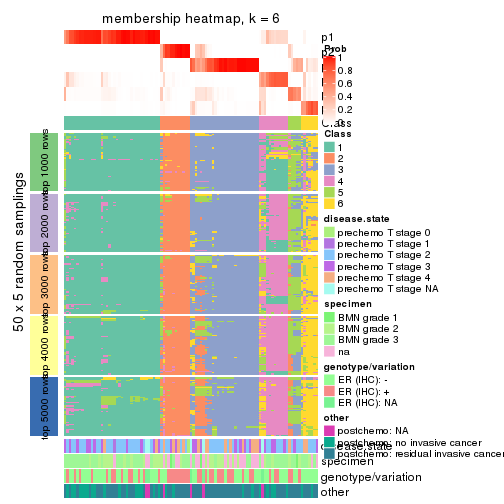 membership heatmap, k = 6
p1
p2
Prob
1
0.8
0.6
0.4
0.2
0
Class
Class
1
2
3
4
5
6
50 x 5 random samplings
top 1000 rows
top 2000 rows
top 3000 rows
top 4000 rows
top 5000 rows
disease.state
prechemo T stage 0
prechemo T stage 1
prechemo T stage 2
prechemo T stage 3
prechemo T stage 4
prechemo T stage NA
specimen
BMN grade 1
BMN grade 2
BMN grade 3
na
genotype/variation
ER (IHC): -
ER (IHC): +
ER (IHC): NA
other
postchemo: NA
postchemo: no invasive cancer
postchemo: residual invasive cancer
disease.state
specimen
genotype/variation
other